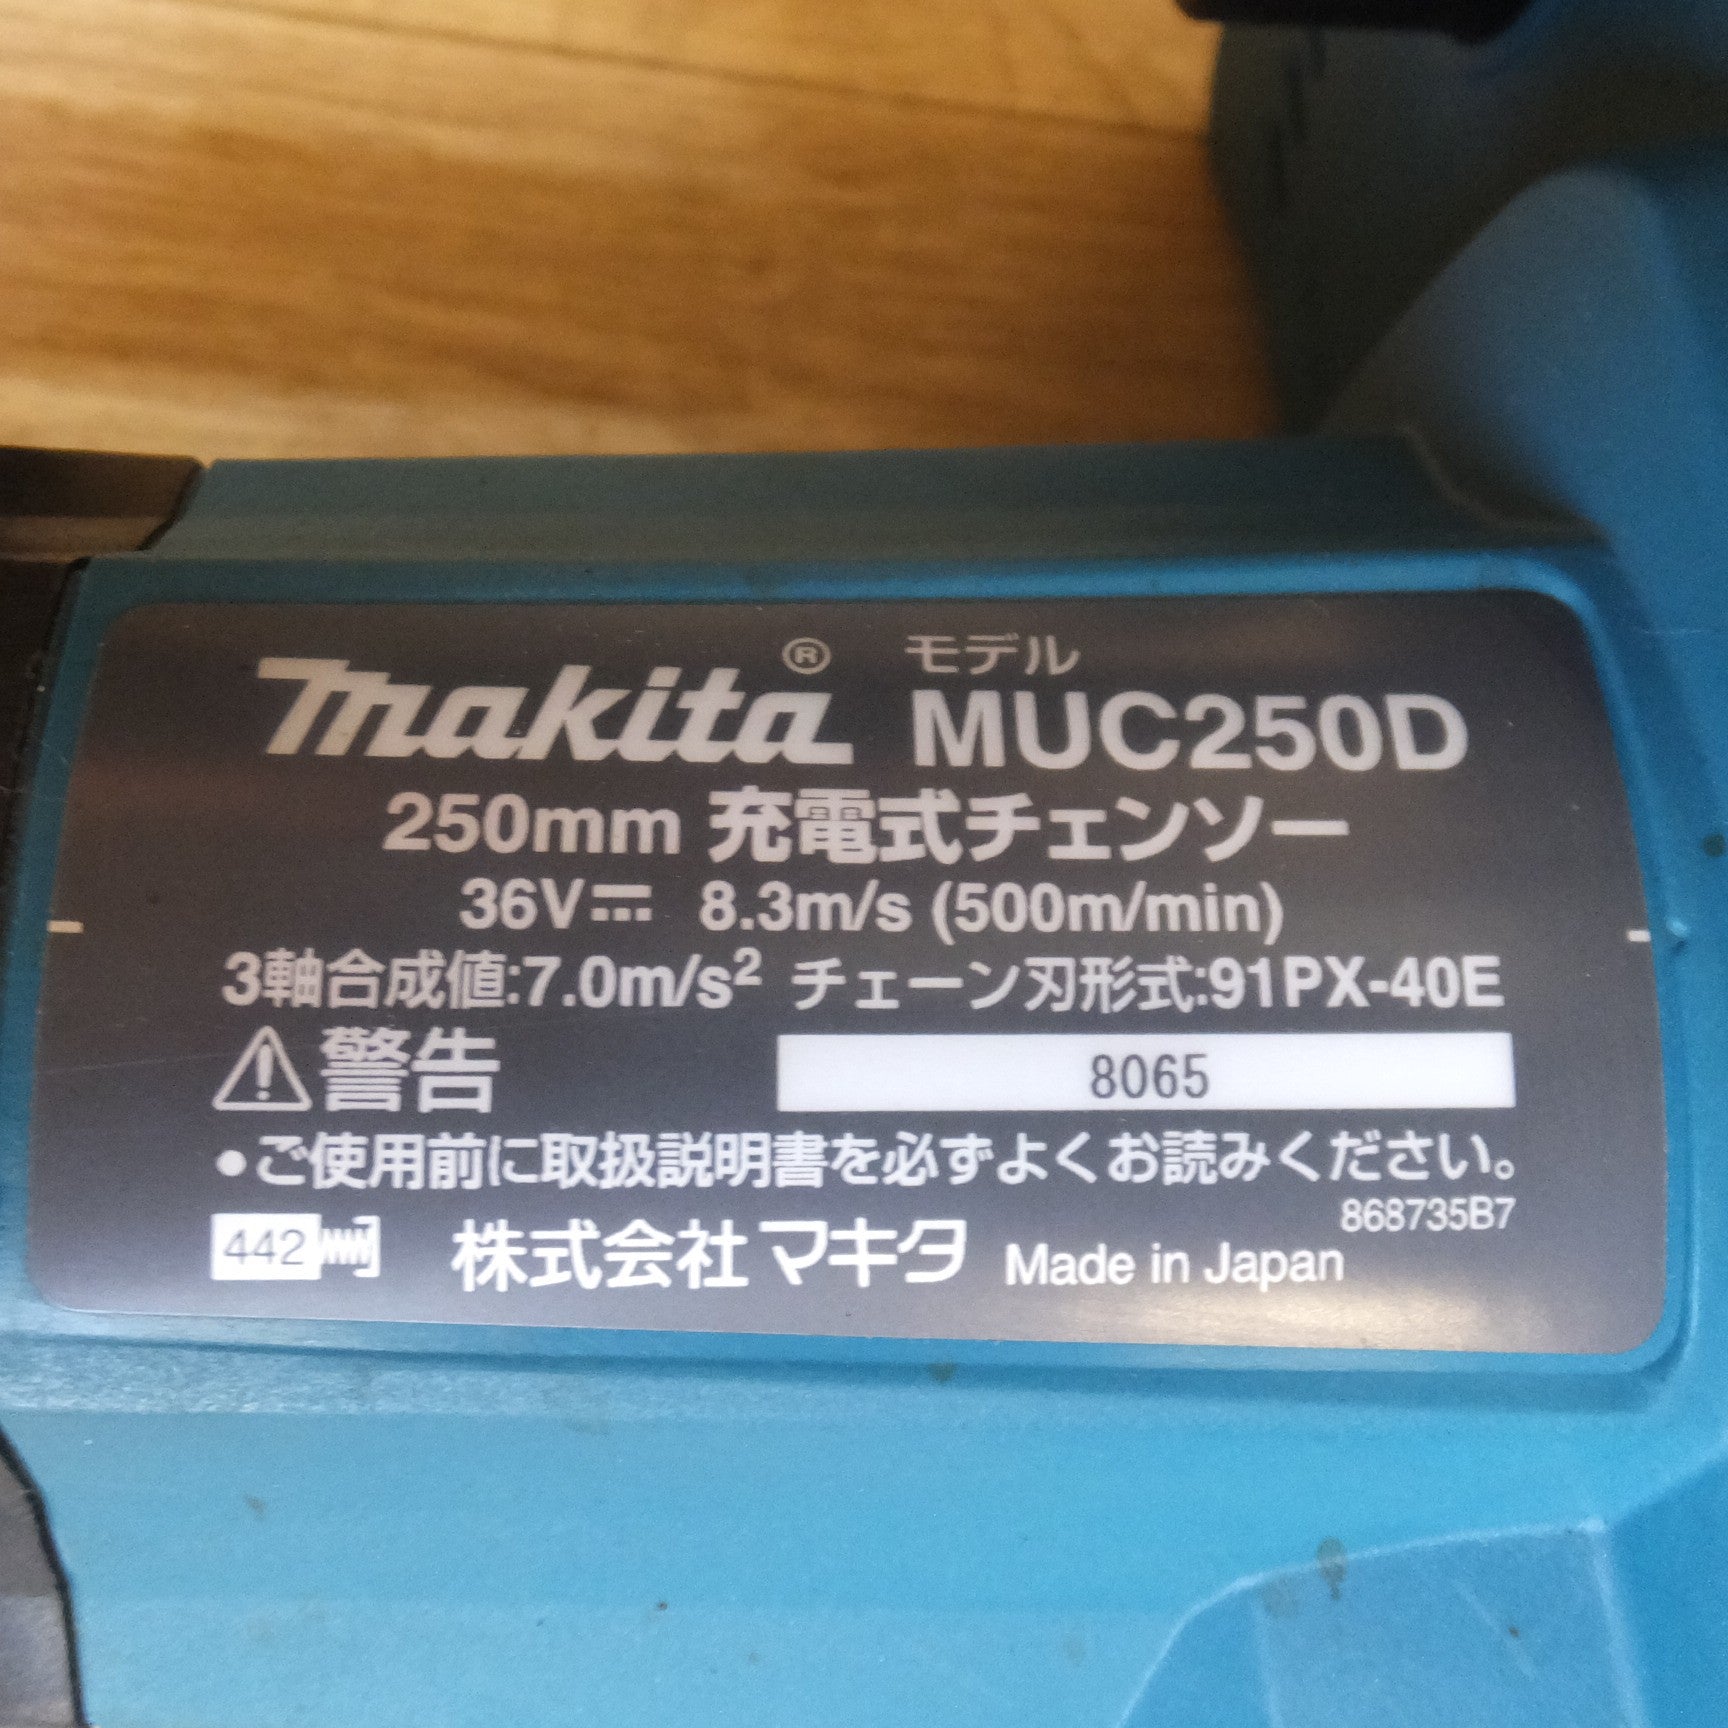 makita® モデル
MUC250D
250mm 充電式チェンソー
36V⎓ 8.3m/s (500m/min)
3軸合成値:7.0m/s² チェーン刃形式:91PX-40E
⚠警告 8065
●ご使用前に取扱説明書を必ずよくお読みください。
868735B7
442 株式会社マキタ Made in Japan